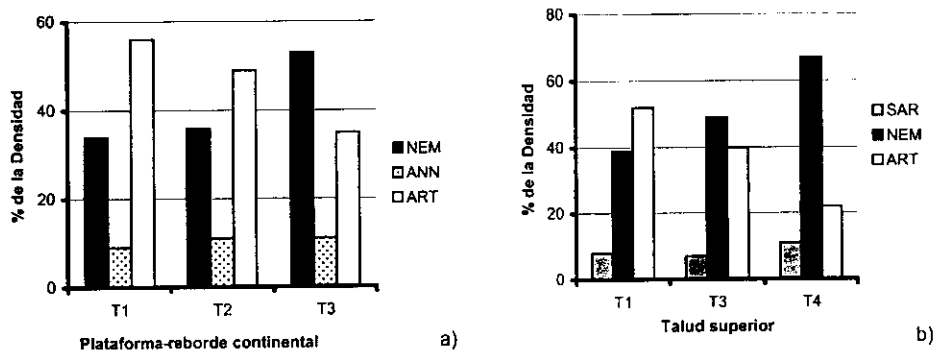 60
40
20
0
% de la Densidad
T1 T2 T3
Plataforma-reborde continental
NEM
ANN
ART
a)
80
60
40
20
0
% de la Densidad
T1 T3 T4
Talud superior
SAR
NEM
ART
b)